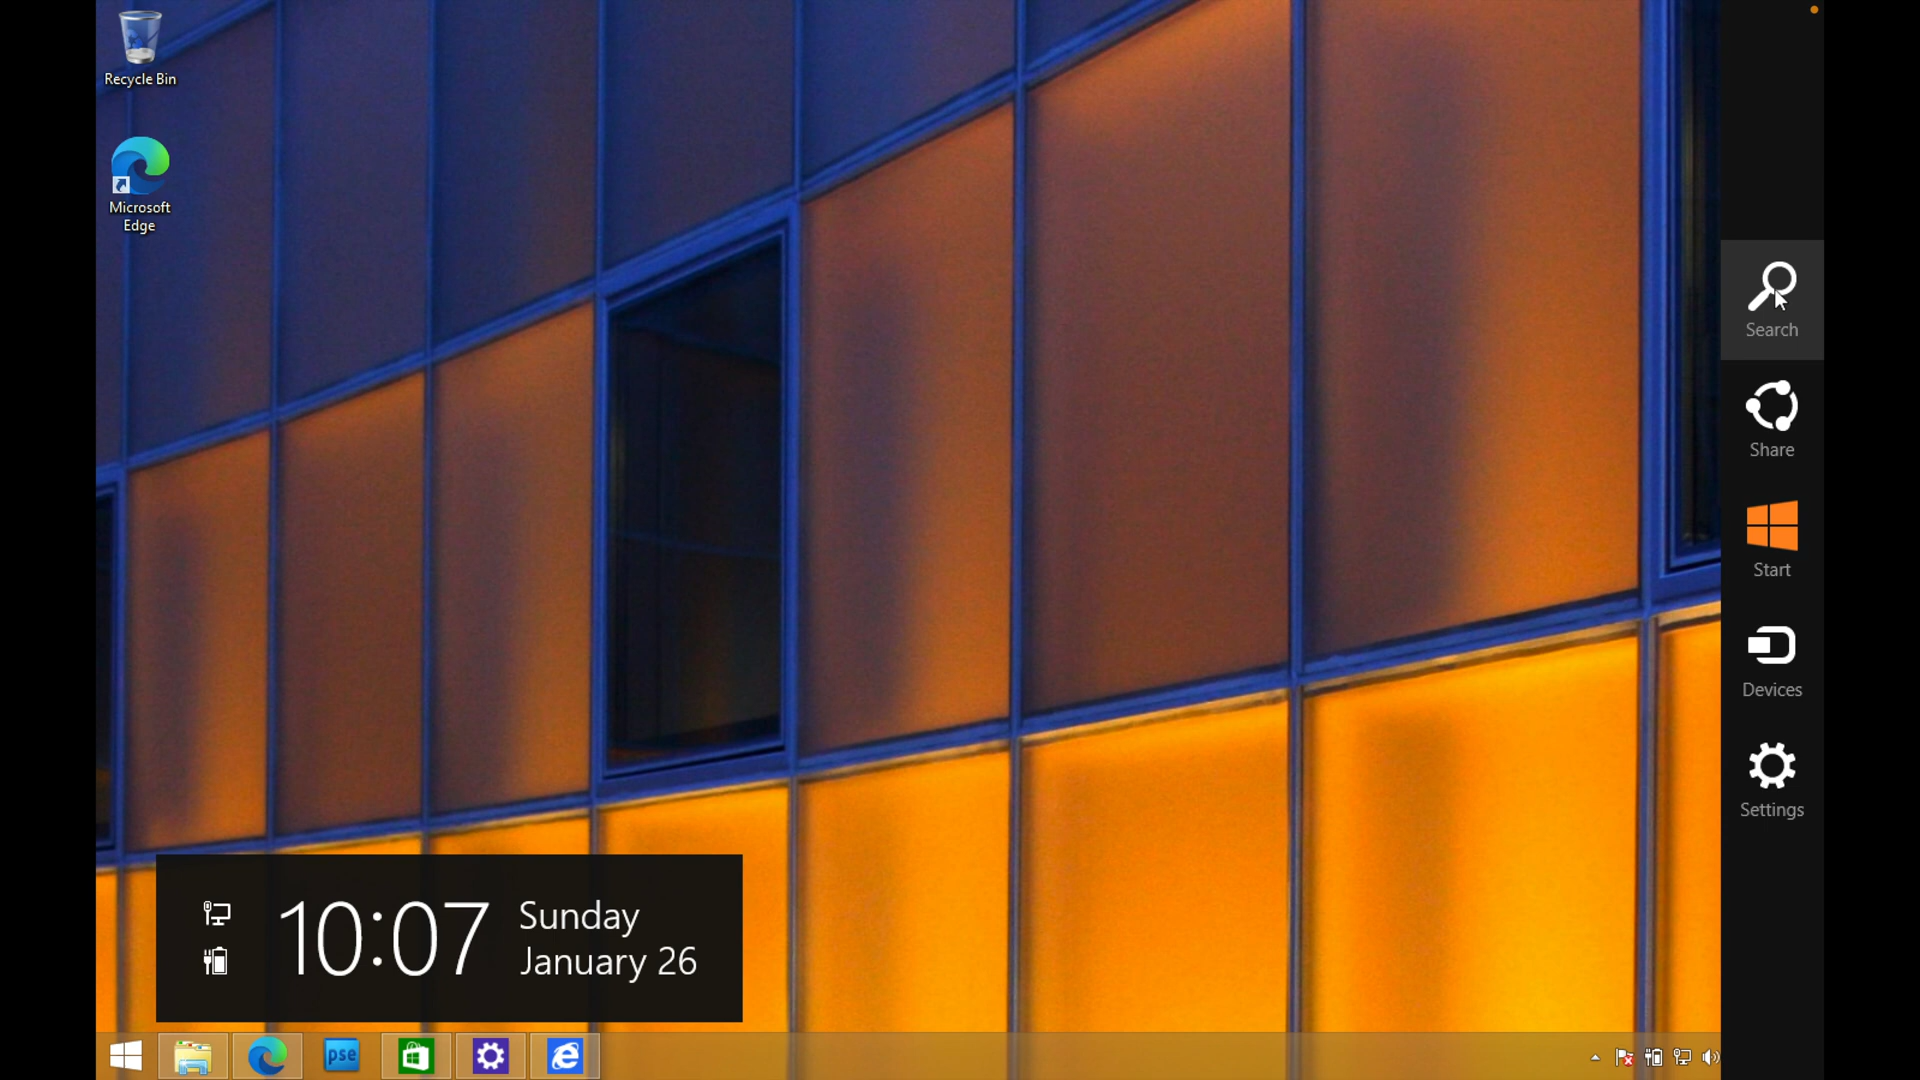 Recycle Bin
Microsoft
Edge
Search
Share
Start
Devices
Settings
10:07
Sunday
January 26
pse